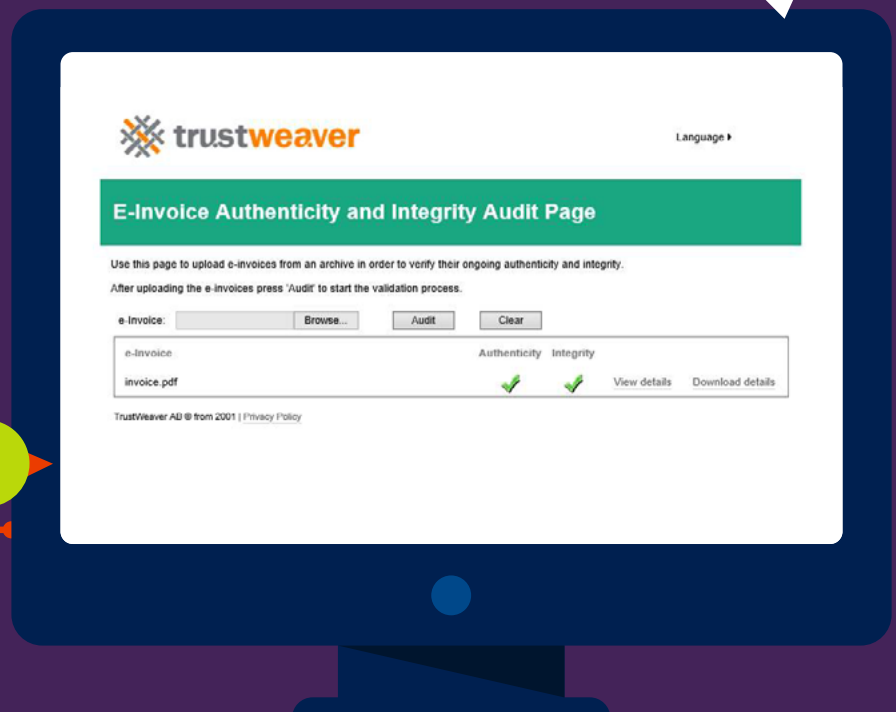 trustweaver
Language
E-Invoice Authenticity and Integrity Audit Page
Use this page to upload e-invoices from an archive in order to verify their ongoing authenticity and integrity.
After uploading the e-invoices press 'Audit' to start the validation process.
e-Invoice: Browse... Audit Clear
e-Invoice Authenticity Integrity
invoice.pdf View details Download details
TrustWeaver AB ® from 2001 | Privacy Policy